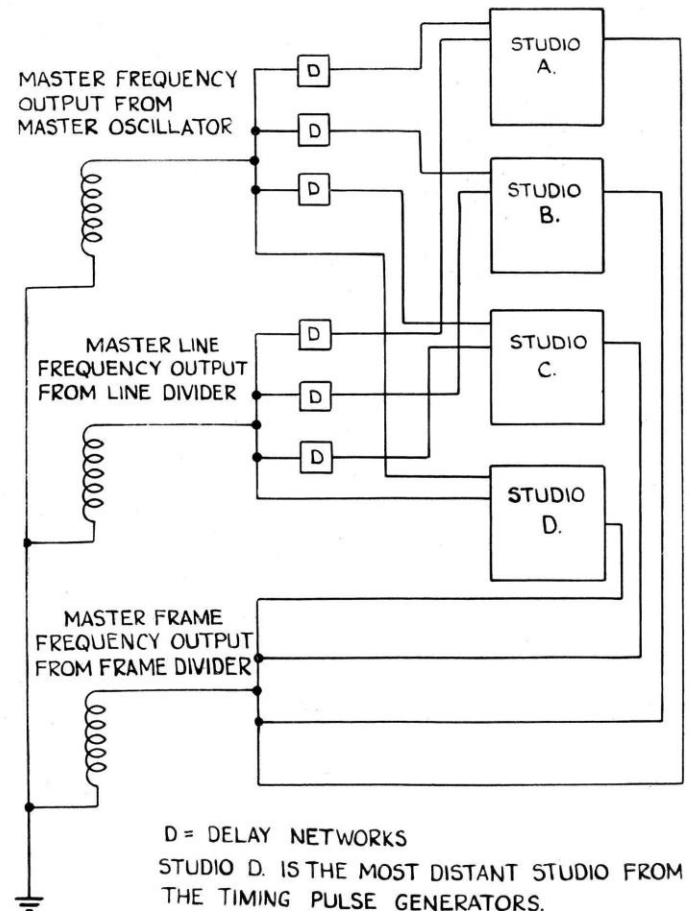 MASTER FREQUENCY
OUTPUT FROM
MASTER OSCILLATOR
D
D
D
STUDIO
A.
STUDIO
B.
MASTER LINE
FREQUENCY OUTPUT
FROM LINE DIVIDER
D
D
D
STUDIO
C.
STUDIO
D.
MASTER FRAME
FREQUENCY OUTPUT
FROM FRAME DIVIDER
D = DELAY NETWORKS
STUDIO D. IS THE MOST DISTANT STUDIO FROM
THE TIMING PULSE GENERATORS.